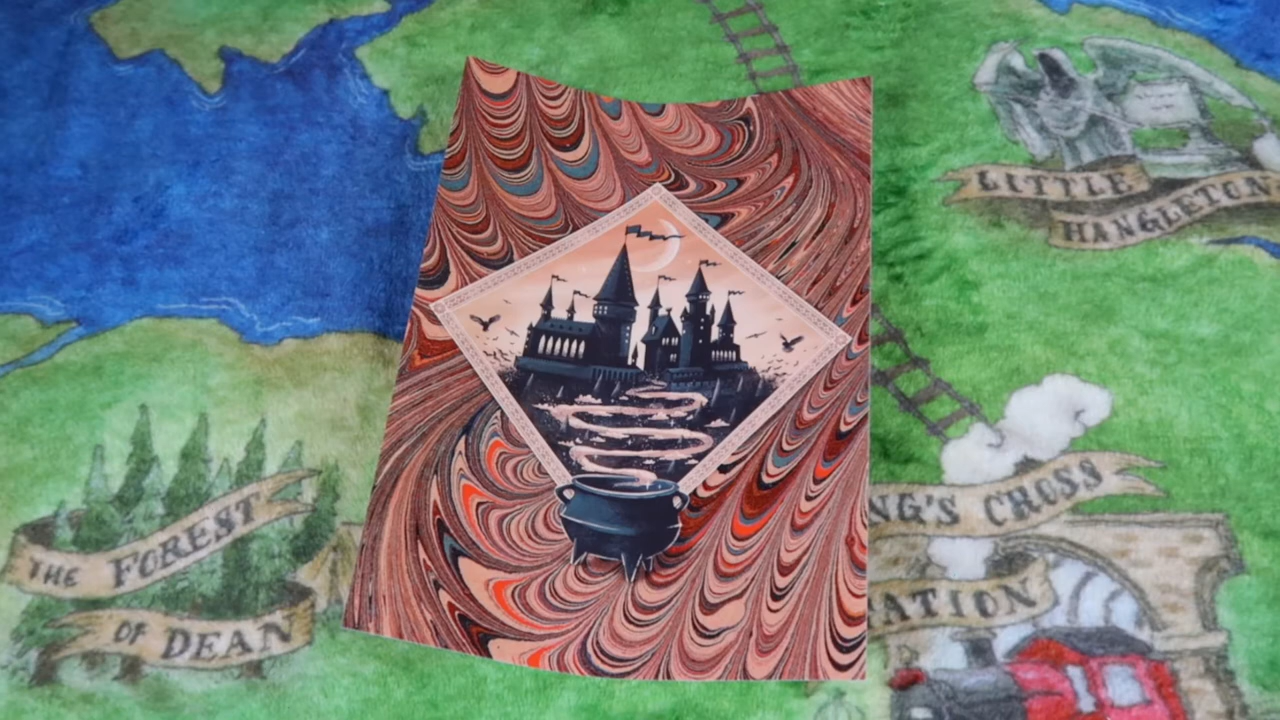 LITTLE
HANGLETON
THE FOREST
OF DEAN
NG'S CROSS
ATION